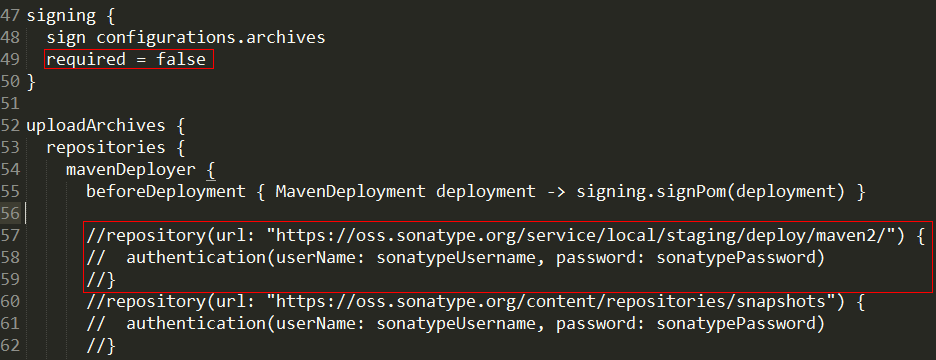 47 signing {
48   sign configurations.archives
49   required = false
50 }
51
52 uploadArchives {
53   repositories {
54     mavenDeployer {
55       beforeDeployment { MavenDeployment deployment -> signing.signPom(deployment) }
56
57       //repository(url: "https://oss.sonatype.org/service/local/staging/deploy/maven2/") {
58       //  authentication(userName: sonatypeUsername, password: sonatypePassword)
59       //}
60       //repository(url: "https://oss.sonatype.org/content/repositories/snapshots") {
61       //  authentication(userName: sonatypeUsername, password: sonatypePassword)
62       //}